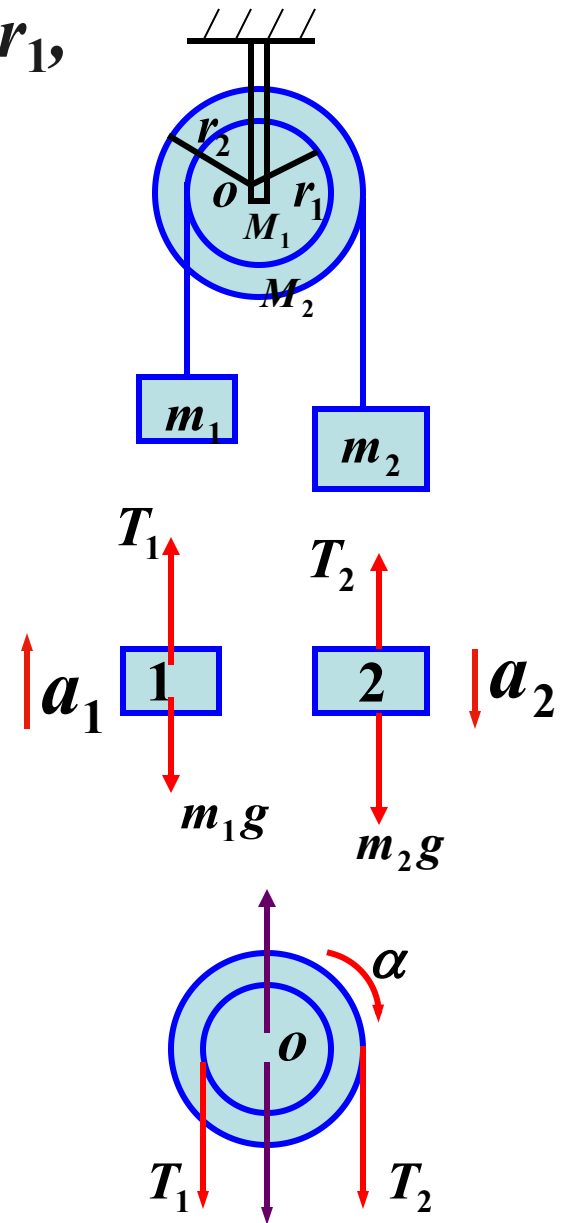 r₁,
r₂
o r₁
M₁
M₂
m₁
m₂
T₁
T₂
1 2
a₁ a₂
m₁g
m₂g
α
o
T₁ T₂